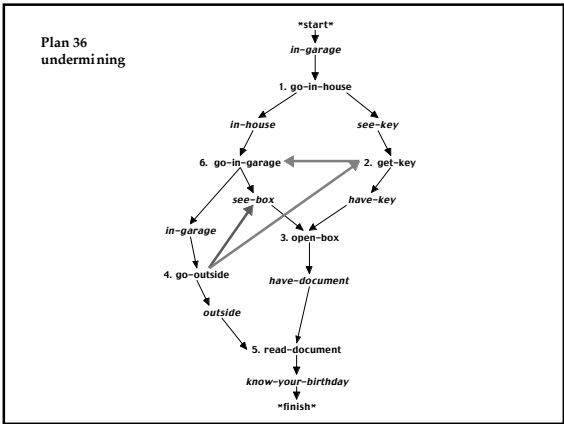 Plan 36
undermining
*start*
in-garage
1. go-in-house
in-house
see-key
6. go-in-garage
2. get-key
see-box
have-key
in-garage
3. open-box
4. go-outside
have-document
outside
5. read-document
know-your-birthday
*finish*